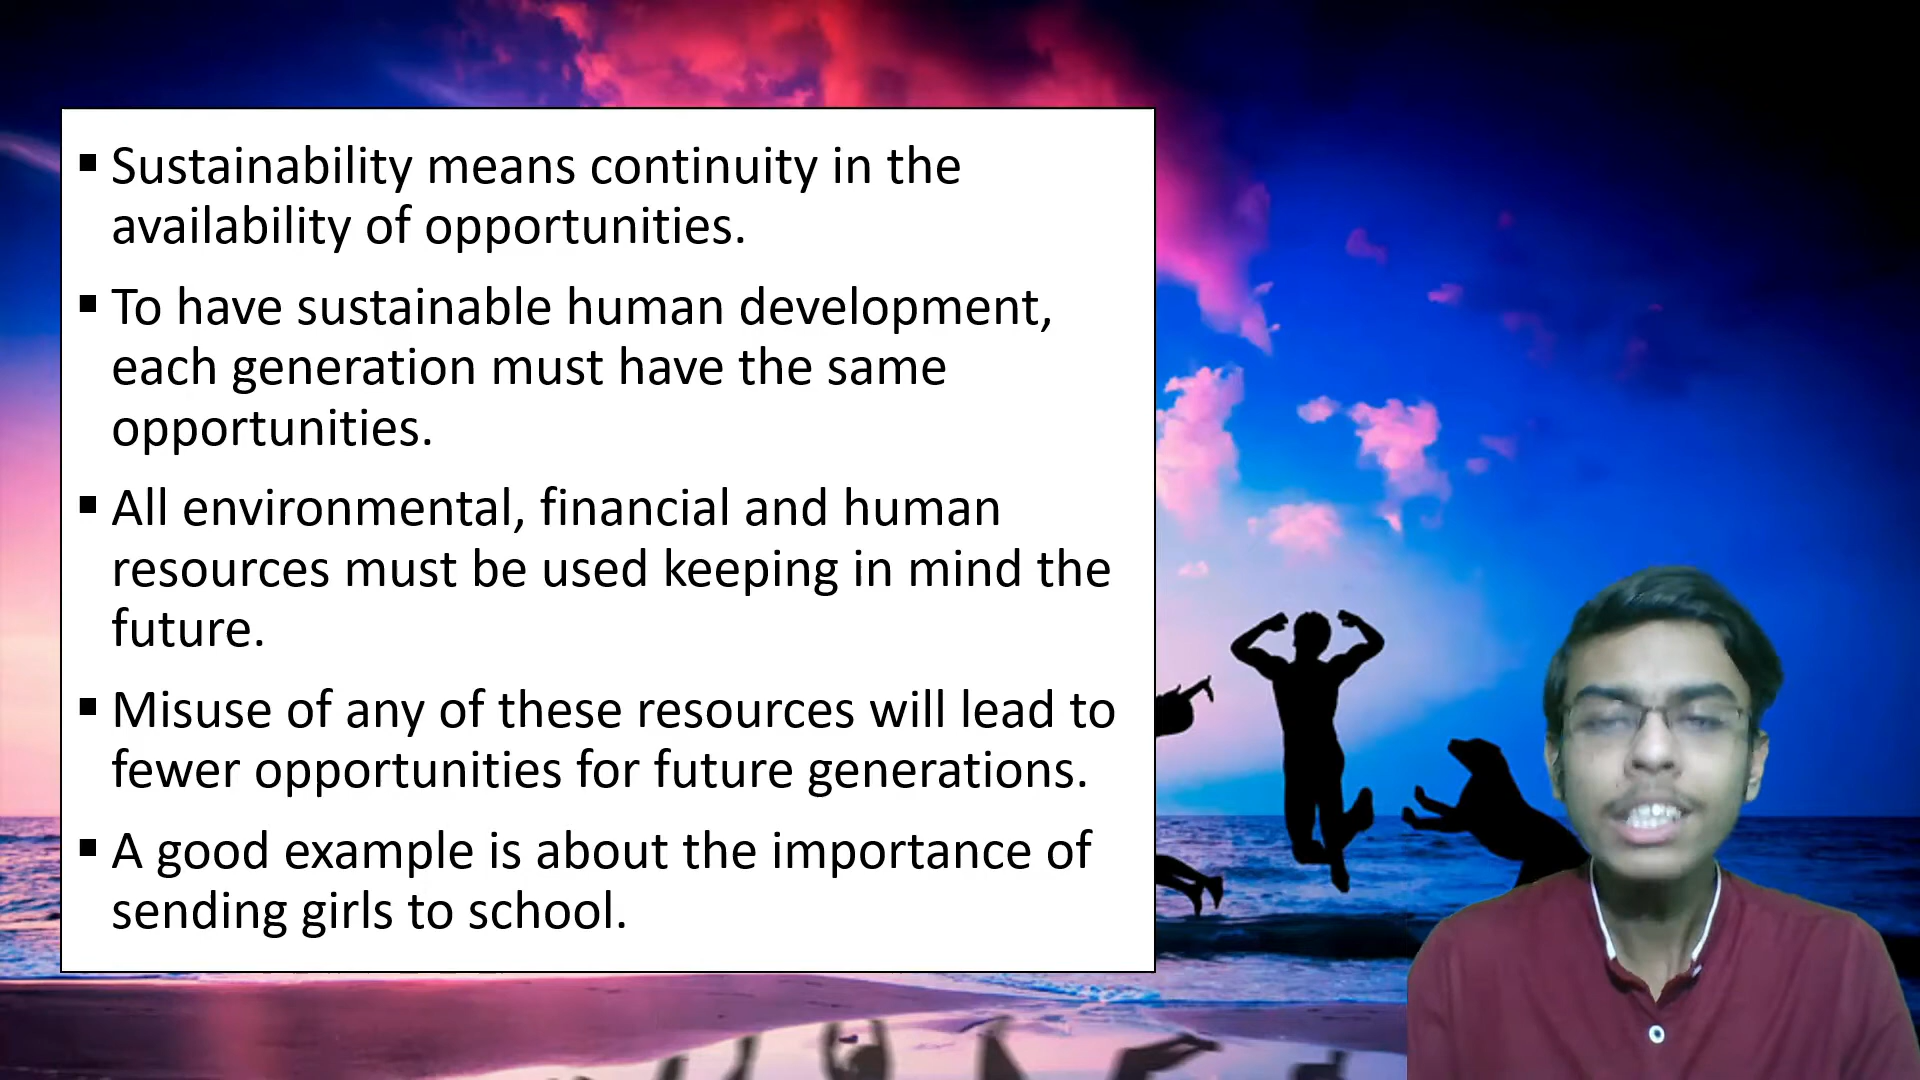 ▪ Sustainability means continuity in the
availability of opportunities.
▪ To have sustainable human development,
each generation must have the same
opportunities.
▪ All environmental, financial and human
resources must be used keeping in mind the
future.
▪ Misuse of any of these resources will lead to
fewer opportunities for future generations.
▪ A good example is about the importance of
sending girls to school.